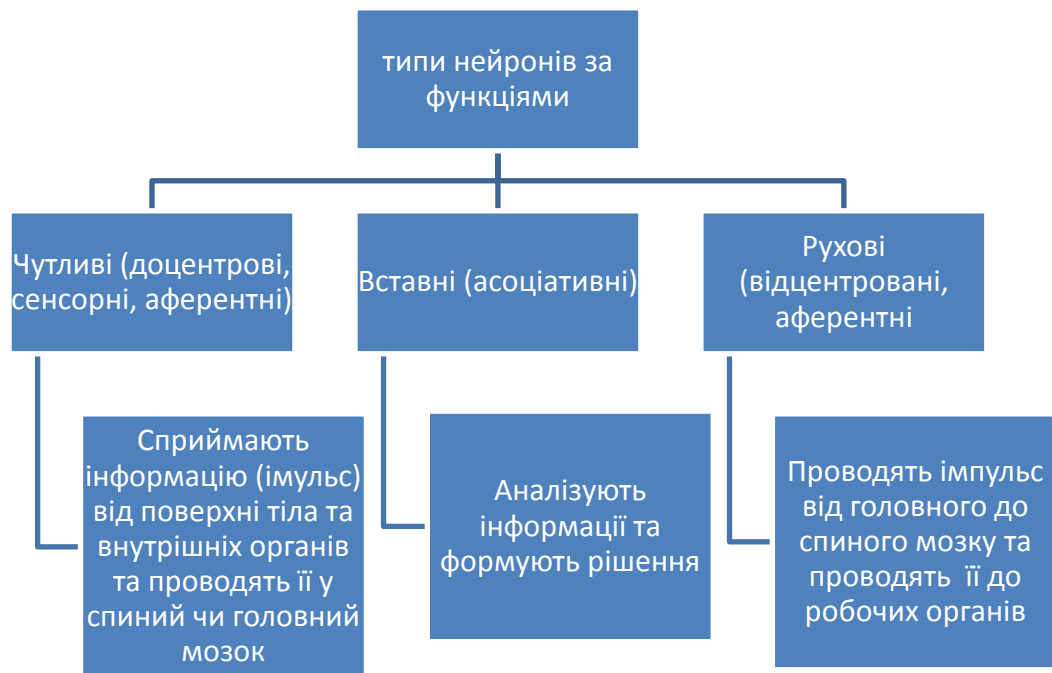 типи нейронів за
функціями
Чутливі (доцентрові,
сенсорні, аферентні)
Вставні (асоціативні)
Рухові
(відцентровані,
аферентні
Сприймають
інформацію (імульс)
від поверхні тіла та
внутрішніх органів
та проводять її у
спиний чи головний
мозок
Аналізують
інформації та
формують рішення
Проводять імпульс
від головного до
спиного мозку та
проводять її до
робочих органів